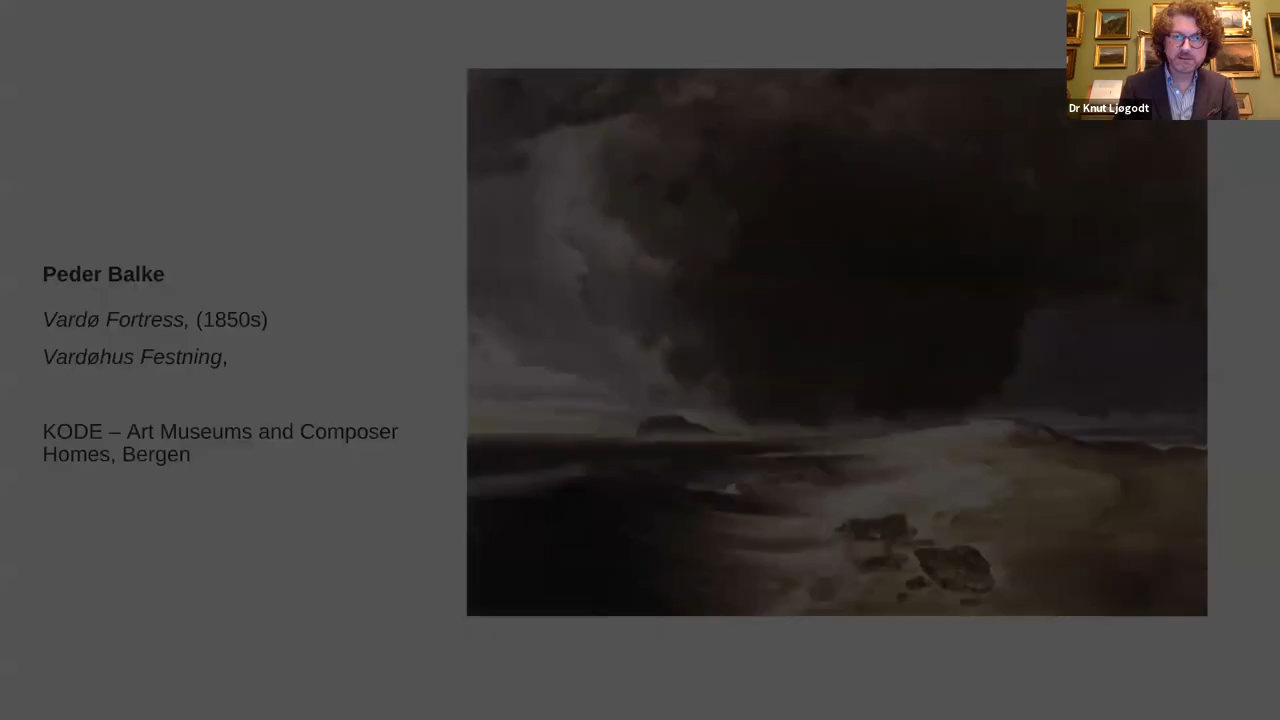 Dr Knut Ljøgodt
Peder Balke
Vardø Fortress, (1850s)
Vardøhus Festning,
KODE – Art Museums and Composer
Homes, Bergen